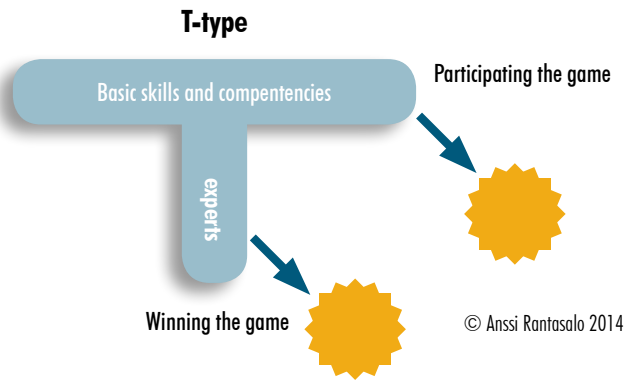 T-type
Participating the game
Basic skills and compentencies
experts
Winning the game
© Anssi Rantasalo 2014